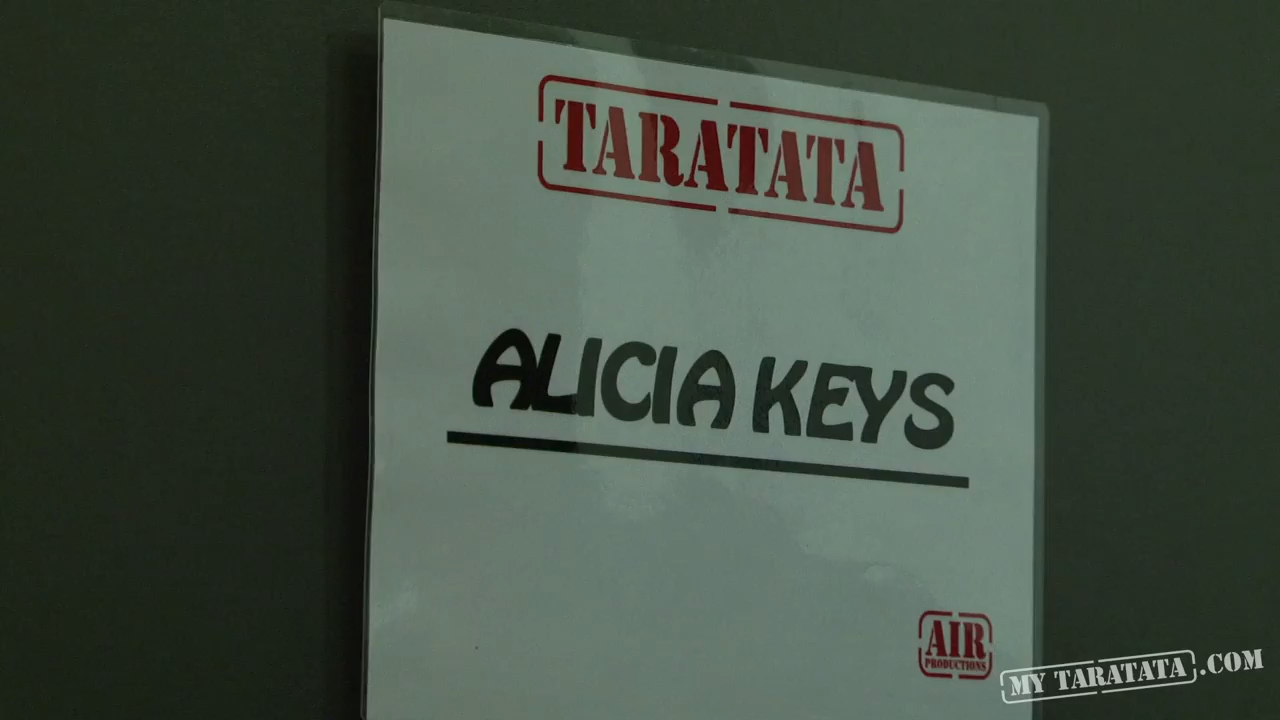 TARATATA
ALICIA KEYS
AIR
PRODUCTIONS
MY TARATATA.COM